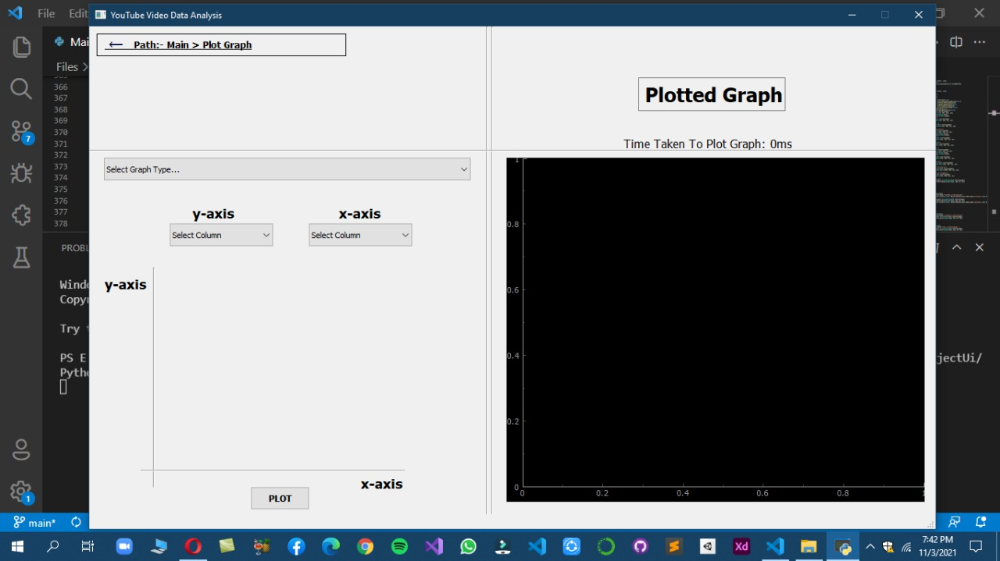 File Edit
YouTube Video Data Analysis
Mai
Files >
366
367
368
369
370
371
372
373
374
375
376
377
378
7
← Path:- Main > Plot Graph
Plotted Graph
Time Taken To Plot Graph: 0ms
Select Graph Type...
y-axis x-axis
Select Column Select Column
y-axis
x-axis
PLOT
1
0.8
0.6
0.4
0.2
0
0 0.2 0.4 0.6 0.8 1
PROBL
Windo
Copyr
Try t
PS E
jectUi/
Pytho
1
main*
Xd
7:42 PM
11/3/2021